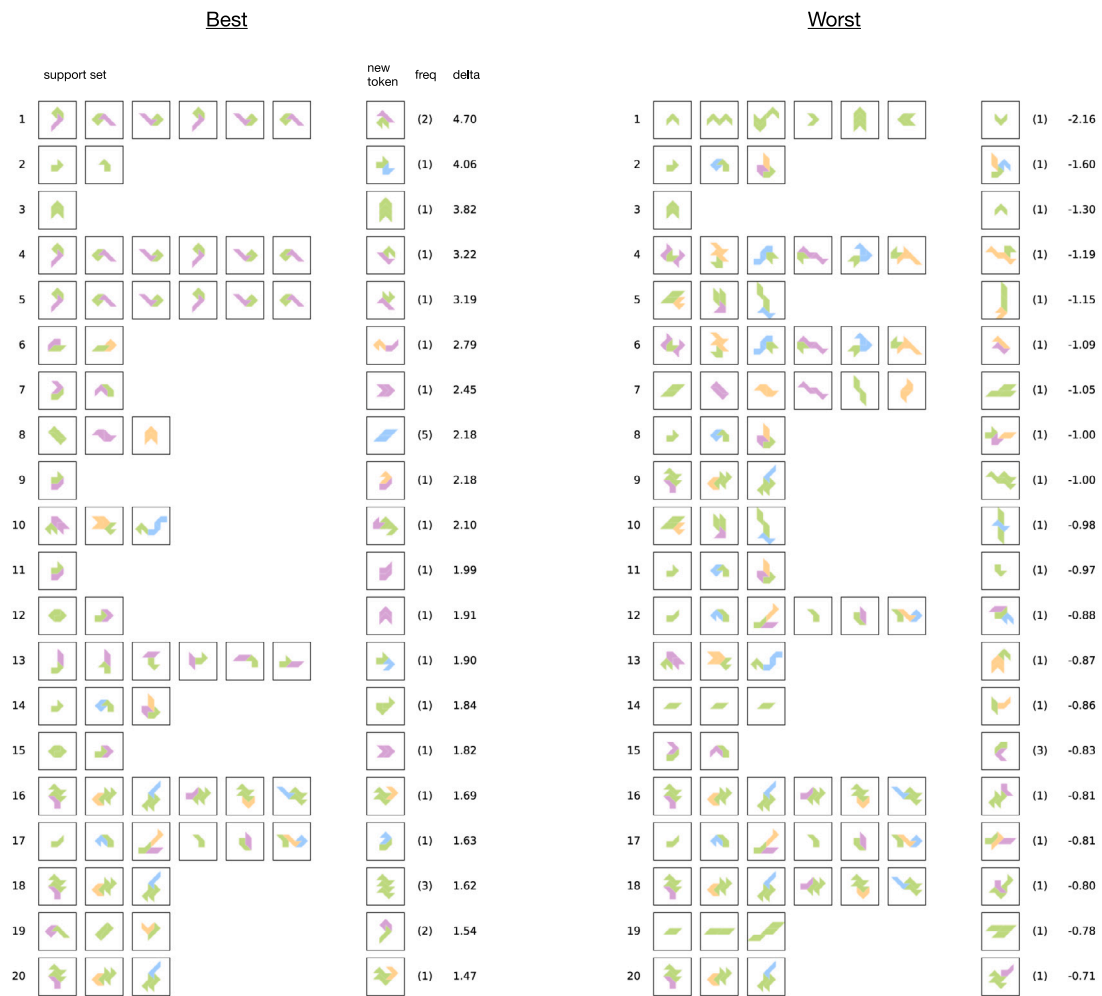 Best
Worst
support set
new token
freq
delta
1 (2) 4.70
1 (1) -2.16
2 (1) 4.06
2 (1) -1.60
3 (1) 3.82
3 (1) -1.30
4 (1) 3.22
4 (1) -1.19
5 (1) 3.19
5 (1) -1.15
6 (1) 2.79
6 (1) -1.09
7 (1) 2.45
7 (1) -1.05
8 (5) 2.18
8 (1) -1.00
9 (1) 2.18
9 (1) -1.00
10 (1) 2.10
10 (1) -0.98
11 (1) 1.99
11 (1) -0.97
12 (1) 1.91
12 (1) -0.88
13 (1) 1.90
13 (1) -0.87
14 (1) 1.84
14 (1) -0.86
15 (1) 1.82
15 (3) -0.83
16 (1) 1.69
16 (1) -0.81
17 (1) 1.63
17 (1) -0.81
18 (3) 1.62
18 (1) -0.80
19 (2) 1.54
19 (1) -0.78
20 (1) 1.47
20 (1) -0.71